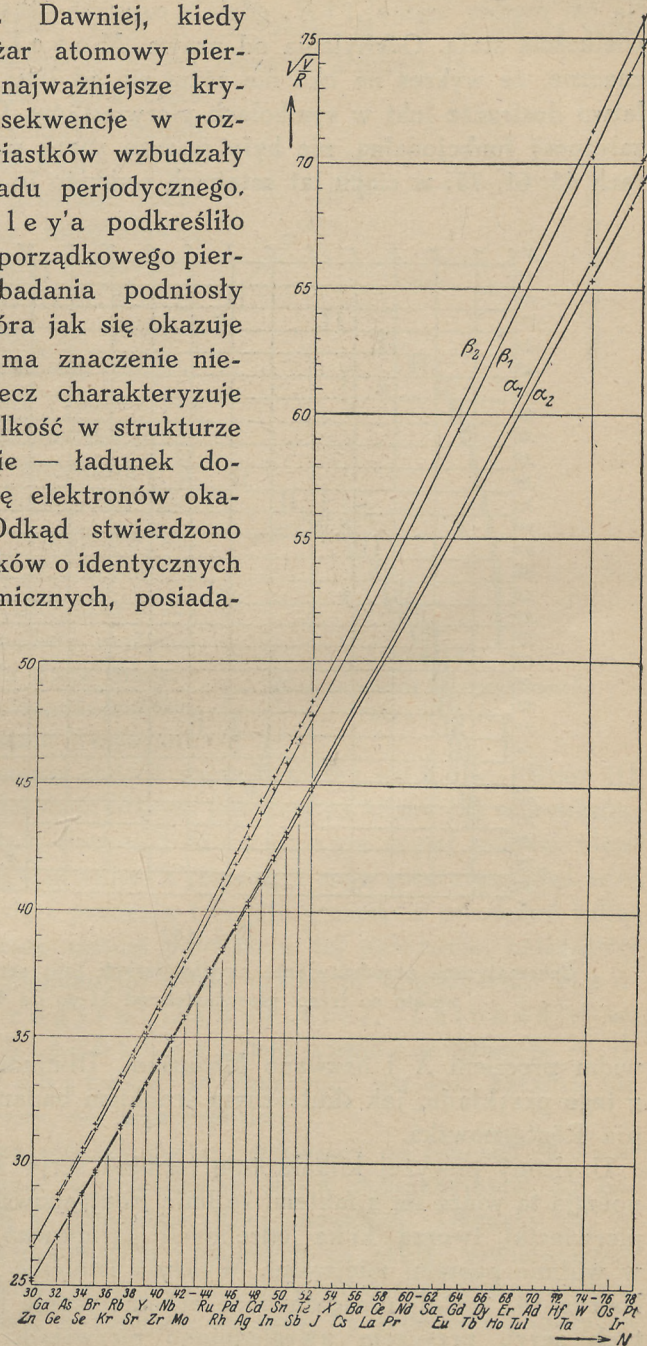 Dawniej, kiedy
żar atomowy pier-
najważniejsze kry-
sekwencje w roz-
iastków wzbudzały
adu perjodycznego.
l e y'a podkreśliło
porządkowego pier-
badania podniosły
óra jak się okazuje
ma znaczenie nie-
ecz charakteryzuje
lkość w strukturze
ie — ładunek do-
ę elektronów oka-
Odkąd stwierdzono
ków o identycznych
micznych, posiada-
75
√V/R
70
65
β₂ β₁
α₁ α₂
60
55
50
45
40
35
30
25
30 32 34 36 38 40 42-44 46 48 50 52 54 56 58 60-62 64 66 68 70 72 74-76 78
Ga As Br Rb Y Nb Ru Pd Cd Sn Te X Ba Ce Nd Sa Gd Dy Er Ad Hf W Os Pt
Zn Ge Se Kr Sr Zr Mo Rh Ag In Sb J Cs La Pr Eu Tb Ho Tul Ta Ir
N